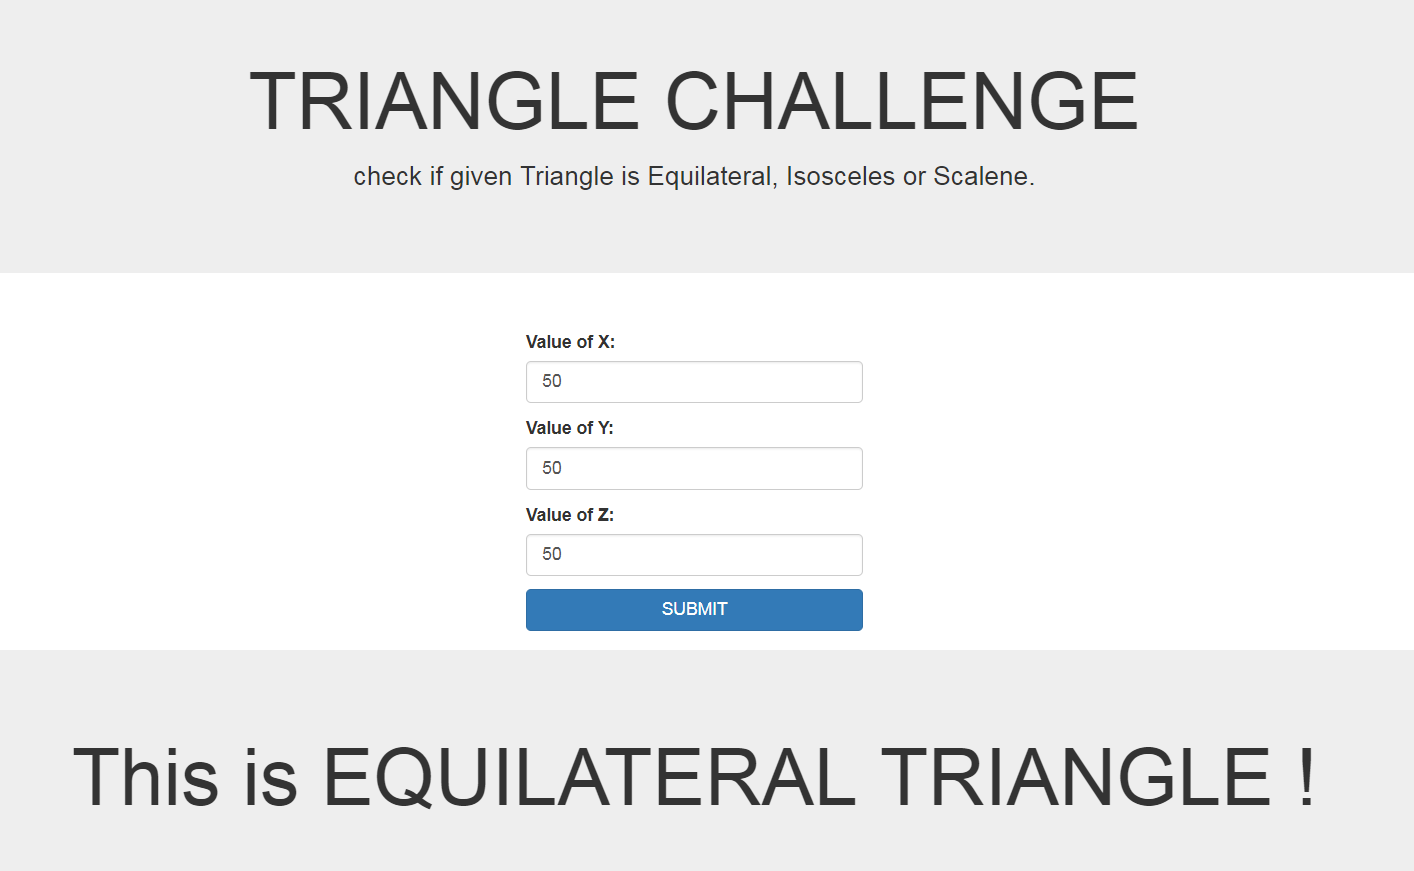 TRIANGLE CHALLENGE
check if given Triangle is Equilateral, Isosceles or Scalene.
Value of X:
50
Value of Y:
50
Value of Z:
50
SUBMIT
This is EQUILATERAL TRIANGLE !